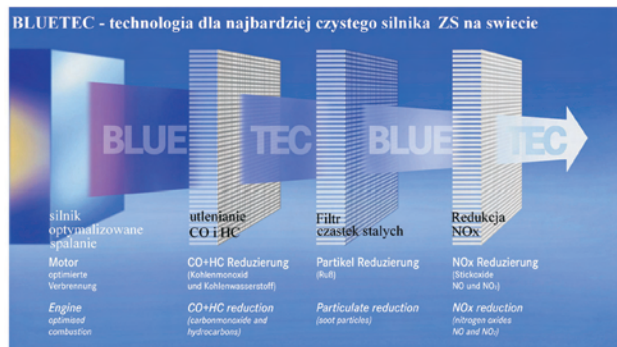 BLUETEC - technologia dla najbardziej czystego silnika ZS na swiecie
BLUE TEC BLUE TEC
silnik
optymalizowane
spalanie
utlenianie
CO i HC
Filtr
czastek stalych
Redukcja
NOx
Motor
optimierte
Verbrennung
CO+HC Reduzierung
(Kohlenmonoxid
und Kohlenwasserstoff)
Partikel Reduzierung
(Ruß)
NOx Reduzierung
(Stickoxide
NO und NO₂)
Engine
optimised
combustion
CO+HC reduction
(carbonmonoxide and
hydrocarbons)
Particulate reduction
(soot particles)
NOx reduction
(nitrogen oxides
NO and NO₂)